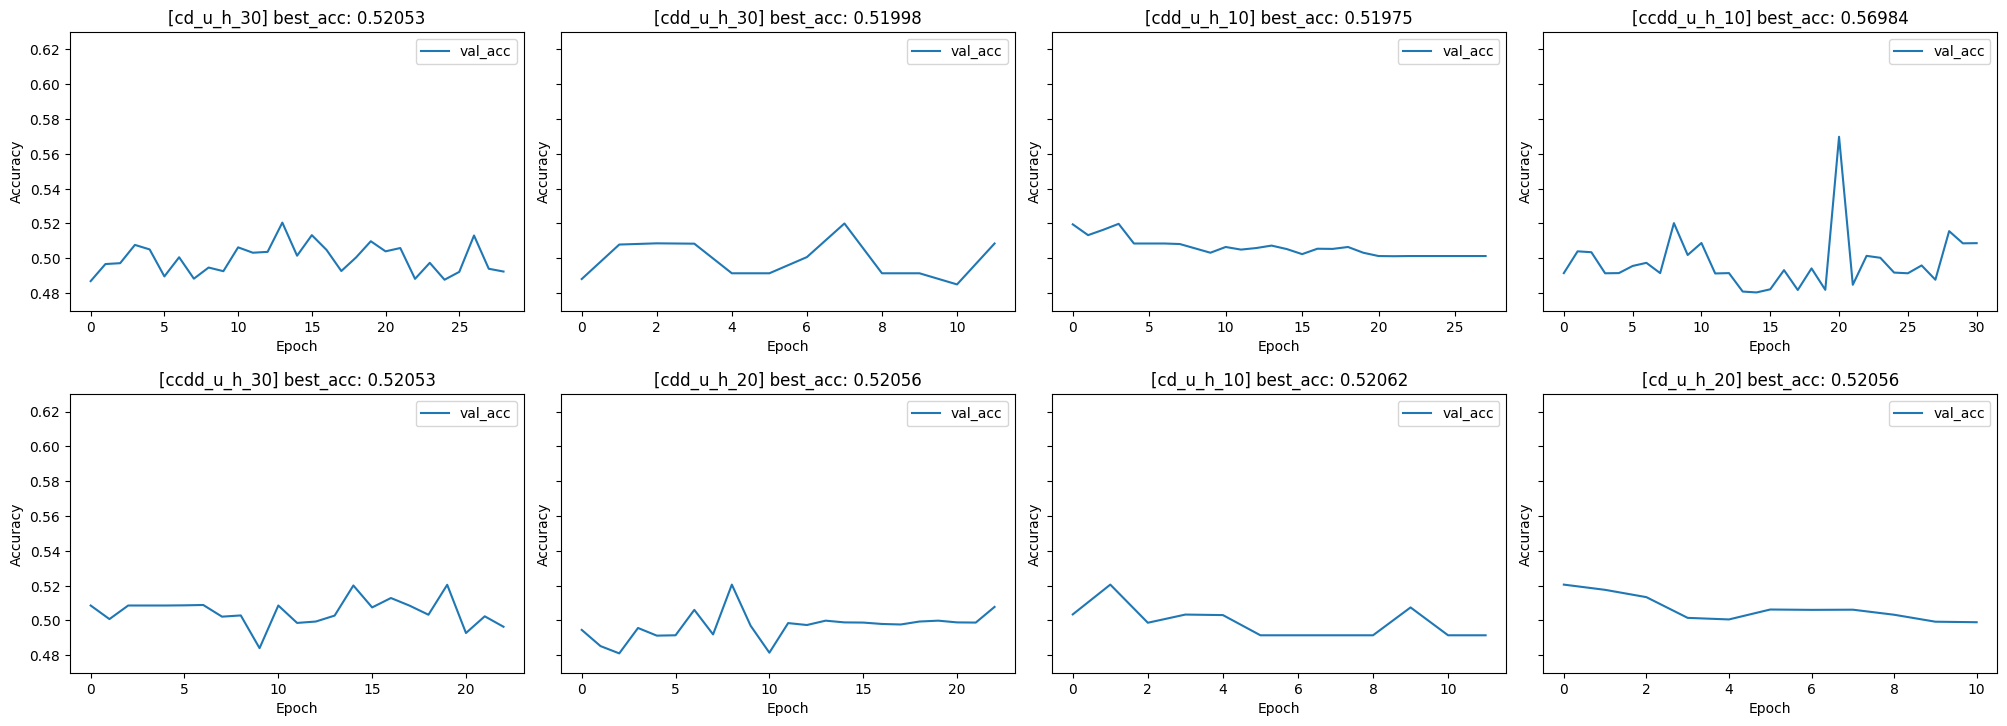 [cd_u_h_30] best_acc: 0.52053
[cdd_u_h_30] best_acc: 0.51998
[cdd_u_h_10] best_acc: 0.51975
[ccdd_u_h_10] best_acc: 0.56984
val_acc
val_acc
val_acc
val_acc
0.62
0.60
0.58
0.56
0.54
0.52
0.50
0.48
Accuracy
Accuracy
Accuracy
Accuracy
0 5 10 15 20 25
0 2 4 6 8 10
0 5 10 15 20 25
0 5 10 15 20 25 30
Epoch
Epoch
Epoch
Epoch
[ccdd_u_h_30] best_acc: 0.52053
[cdd_u_h_20] best_acc: 0.52056
[cd_u_h_10] best_acc: 0.52062
[cd_u_h_20] best_acc: 0.52056
val_acc
val_acc
val_acc
val_acc
0.62
0.60
0.58
0.56
0.54
0.52
0.50
0.48
Accuracy
Accuracy
Accuracy
Accuracy
0 5 10 15 20
0 5 10 15 20
0 2 4 6 8 10
0 2 4 6 8 10
Epoch
Epoch
Epoch
Epoch